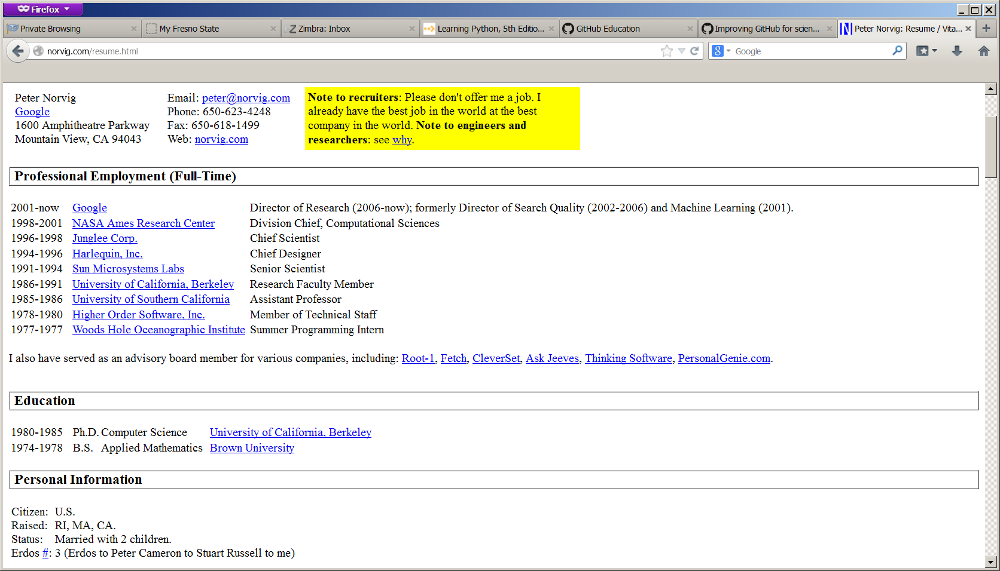 Firefox
Private Browsing
My Fresno State
Zimbra: Inbox
Learning Python, 5th Editio...
GitHub Education
Improving GitHub for scien...
Peter Norvig: Resume / Vita...
norvig.com/resume.html
Google
Peter Norvig
Google
1600 Amphitheatre Parkway
Mountain View, CA 94043
Email: peter@norvig.com
Phone: 650-623-4248
Fax: 650-618-1499
Web: norvig.com
Note to recruiters: Please don't offer me a job. I
already have the best job in the world at the best
company in the world. Note to engineers and
researchers: see why.
Professional Employment (Full-Time)
2001-now Google Director of Research (2006-now); formerly Director of Search Quality (2002-2006) and Machine Learning (2001).
1998-2001 NASA Ames Research Center Division Chief, Computational Sciences
1996-1998 Junglee Corp. Chief Scientist
1994-1996 Harlequin, Inc. Chief Designer
1991-1994 Sun Microsystems Labs Senior Scientist
1986-1991 University of California, Berkeley Research Faculty Member
1985-1986 University of Southern California Assistant Professor
1978-1980 Higher Order Software, Inc. Member of Technical Staff
1977-1977 Woods Hole Oceanographic Institute Summer Programming Intern
I also have served as an advisory board member for various companies, including: Root-1, Fetch, CleverSet, Ask Jeeves, Thinking Software, PersonalGenie.com.
Education
1980-1985 Ph.D. Computer Science University of California, Berkeley
1974-1978 B.S. Applied Mathematics Brown University
Personal Information
Citizen: U.S.
Raised: RI, MA, CA.
Status: Married with 2 children.
Erdos #: 3 (Erdos to Peter Cameron to Stuart Russell to me)